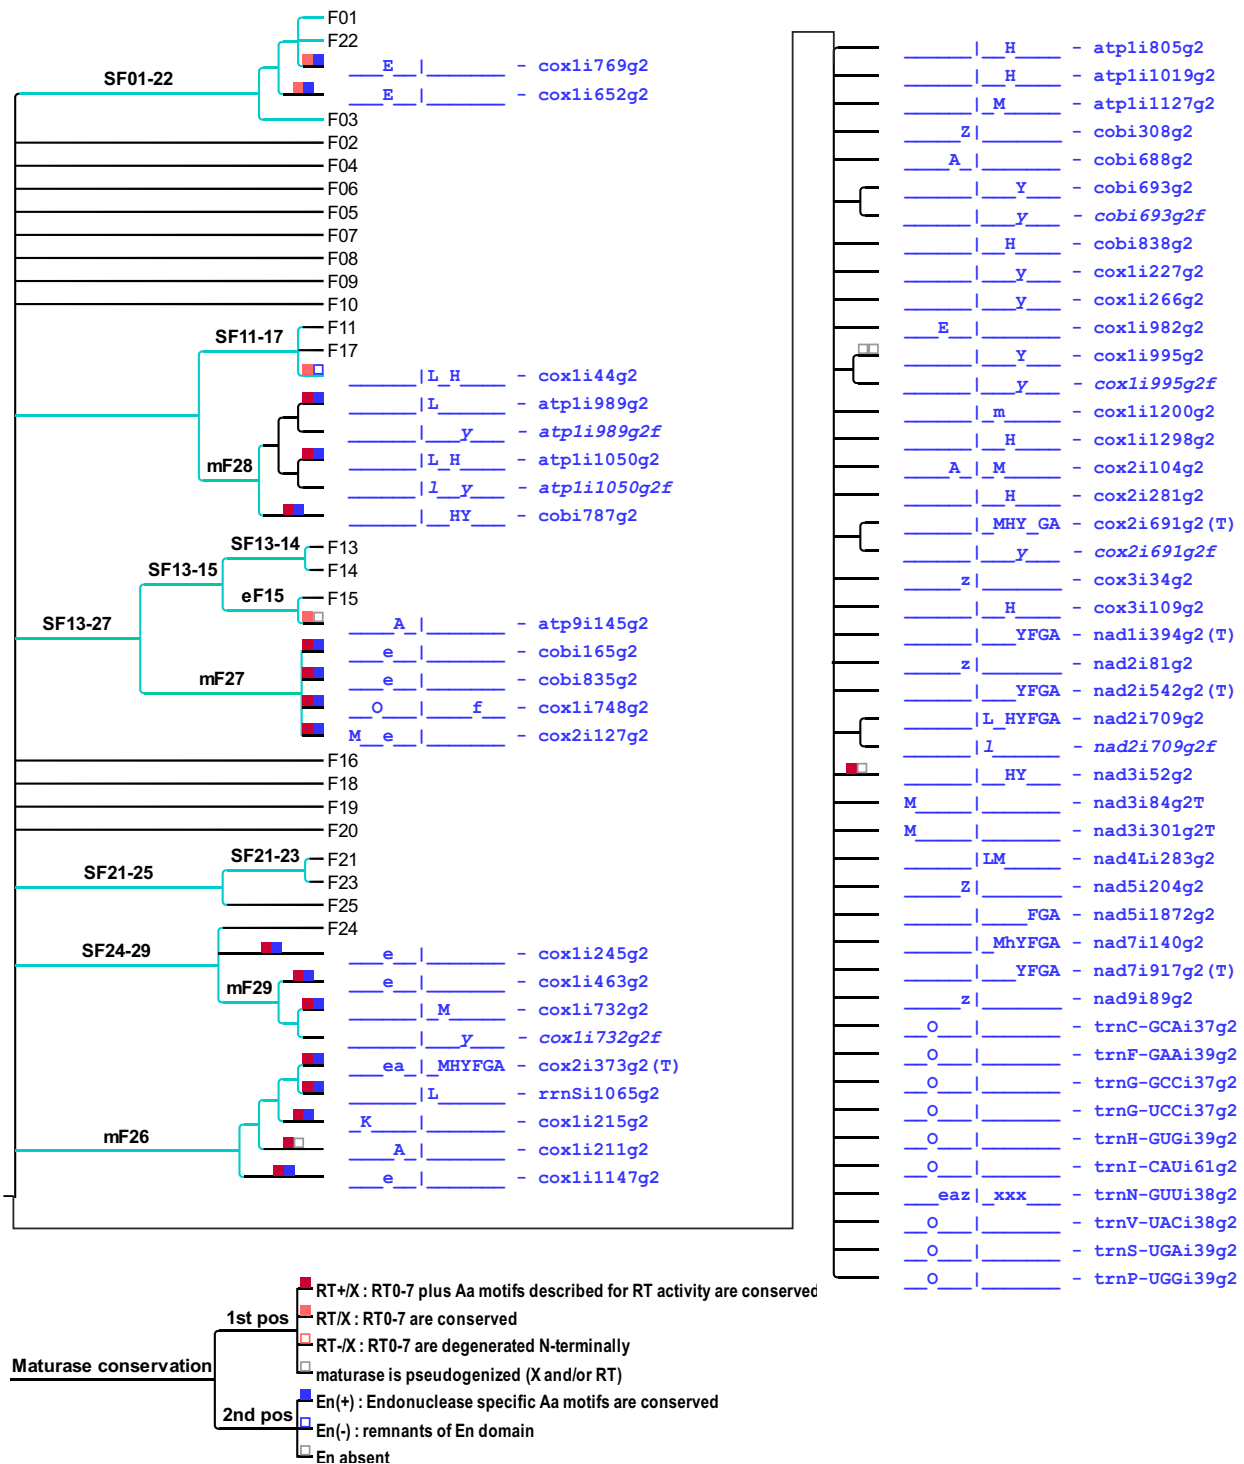 F01
F22
___E__|_______ - cox1i769g2
SF01-22
___E__|_______ - cox1i652g2
F03
F02
F04
F06
F05
F07
F08
F09
F10
F11
SF11-17
F17
______|L_H____ - cox1i44g2
______|L______ - atp1i989g2
______|___y___ - atp1i989g2f
mF28
______|L_H____ - atp1i1050g2
______|l__y___ - atp1i1050g2f
______|__HY___ - cobi787g2
SF13-14
F13
SF13-15
F14
eF15
F15
SF13-27
____A_|_______ - atp9i145g2
___e__|_______ - cobi165g2
mF27
___e__|_______ - cobi835g2
__O___|____f__ - cox1i748g2
M__e__|_______ - cox2i127g2
F16
F18
F19
F20
SF21-23
F21
SF21-25
F23
F25
F24
SF24-29
___e__|_______ - cox1i245g2
mF29
___e__|_______ - cox1i463g2
______|_M_____ - cox1i732g2
______|___y___ - cox1i732g2f
___ea_|_MHYFGA - cox2i373g2(T)
______|L______ - rrnSi1065g2
_K____|_______ - cox1i215g2
mF26
____A_|_______ - cox1i211g2
___e__|_______ - cox1i1147g2
______|__H____ - atp1i805g2
______|__H____ - atp1i1019g2
______|_M_____ - atp1i1127g2
_____Z|_______ - cobi308g2
____A_|_______ - cobi688g2
______|___Y___ - cobi693g2
______|___y___ - cobi693g2f
______|__H____ - cobi838g2
______|___y___ - cox1i227g2
______|___y___ - cox1i266g2
___E__|_______ - cox1i982g2
______|___Y___ - cox1i995g2
______|___y___ - cox1i995g2f
______|_m_____ - cox1i1200g2
______|__H____ - cox1i1298g2
____A_|_M_____ - cox2i104g2
______|__H____ - cox2i281g2
______|_MHY_GA - cox2i691g2(T)
______|___y___ - cox2i691g2f
_____z|_______ - cox3i34g2
______|__H____ - cox3i109g2
______|___YFGA - nad1i394g2(T)
_____z|_______ - nad2i81g2
______|___YFGA - nad2i542g2(T)
______|L_HYFGA - nad2i709g2
______|l______ - nad2i709g2f
______|__HY___ - nad3i52g2
M_____|_______ - nad3i84g2T
M_____|_______ - nad3i301g2T
______|LM_____ - nad4Li283g2
_____Z|_______ - nad5i204g2
______|____FGA - nad5i1872g2
______|_MhYFGA - nad7i140g2
______|___YFGA - nad7i917g2(T)
_____z|_______ - nad9i89g2
__O___|_______ - trnC-GCAi37g2
__O___|_______ - trnF-GAAi39g2
__O___|_______ - trnG-GCCi37g2
__O___|_______ - trnG-UCCi37g2
__O___|_______ - trnH-GUGi39g2
__O___|_______ - trnI-CAUi61g2
___eaz|_xxx___ - trnN-GUUi38g2
__O___|_______ - trnV-UACi38g2
__O___|_______ - trnS-UGAi39g2
__O___|_______ - trnP-UGGi39g2
RT+/X : RT0-7 plus Aa motifs described for RT activity are conserved
1st pos
RT/X : RT0-7 are conserved
RT-/X : RT0-7 are degenerated N-terminally
Maturase conservation
maturase is pseudogenized (X and/or RT)
En(+) : Endonuclease specific Aa motifs are conserved
2nd pos
En(-) : remnants of En domain
En absent